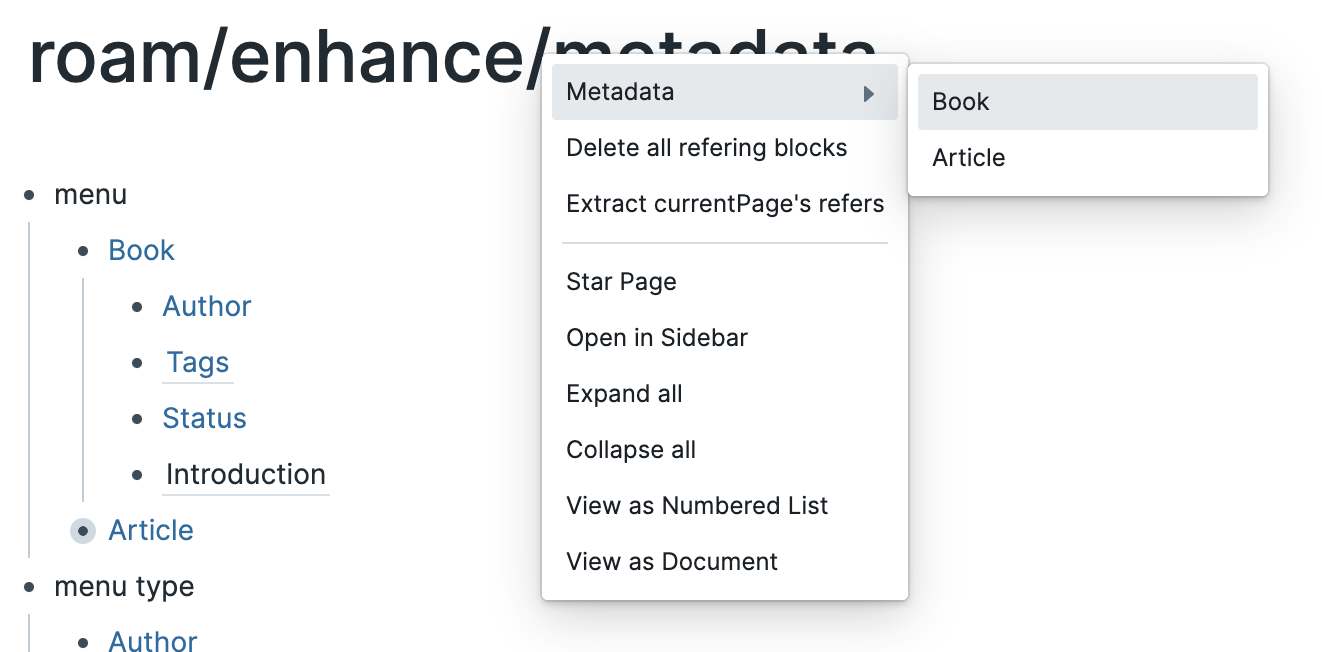 roam/enhance/metadata
menu
Book
Author
Tags
Status
Introduction
Article
menu type
Author
Metadata
Delete all refering blocks
Extract currentPage's refers
Star Page
Open in Sidebar
Expand all
Collapse all
View as Numbered List
View as Document
Book
Article